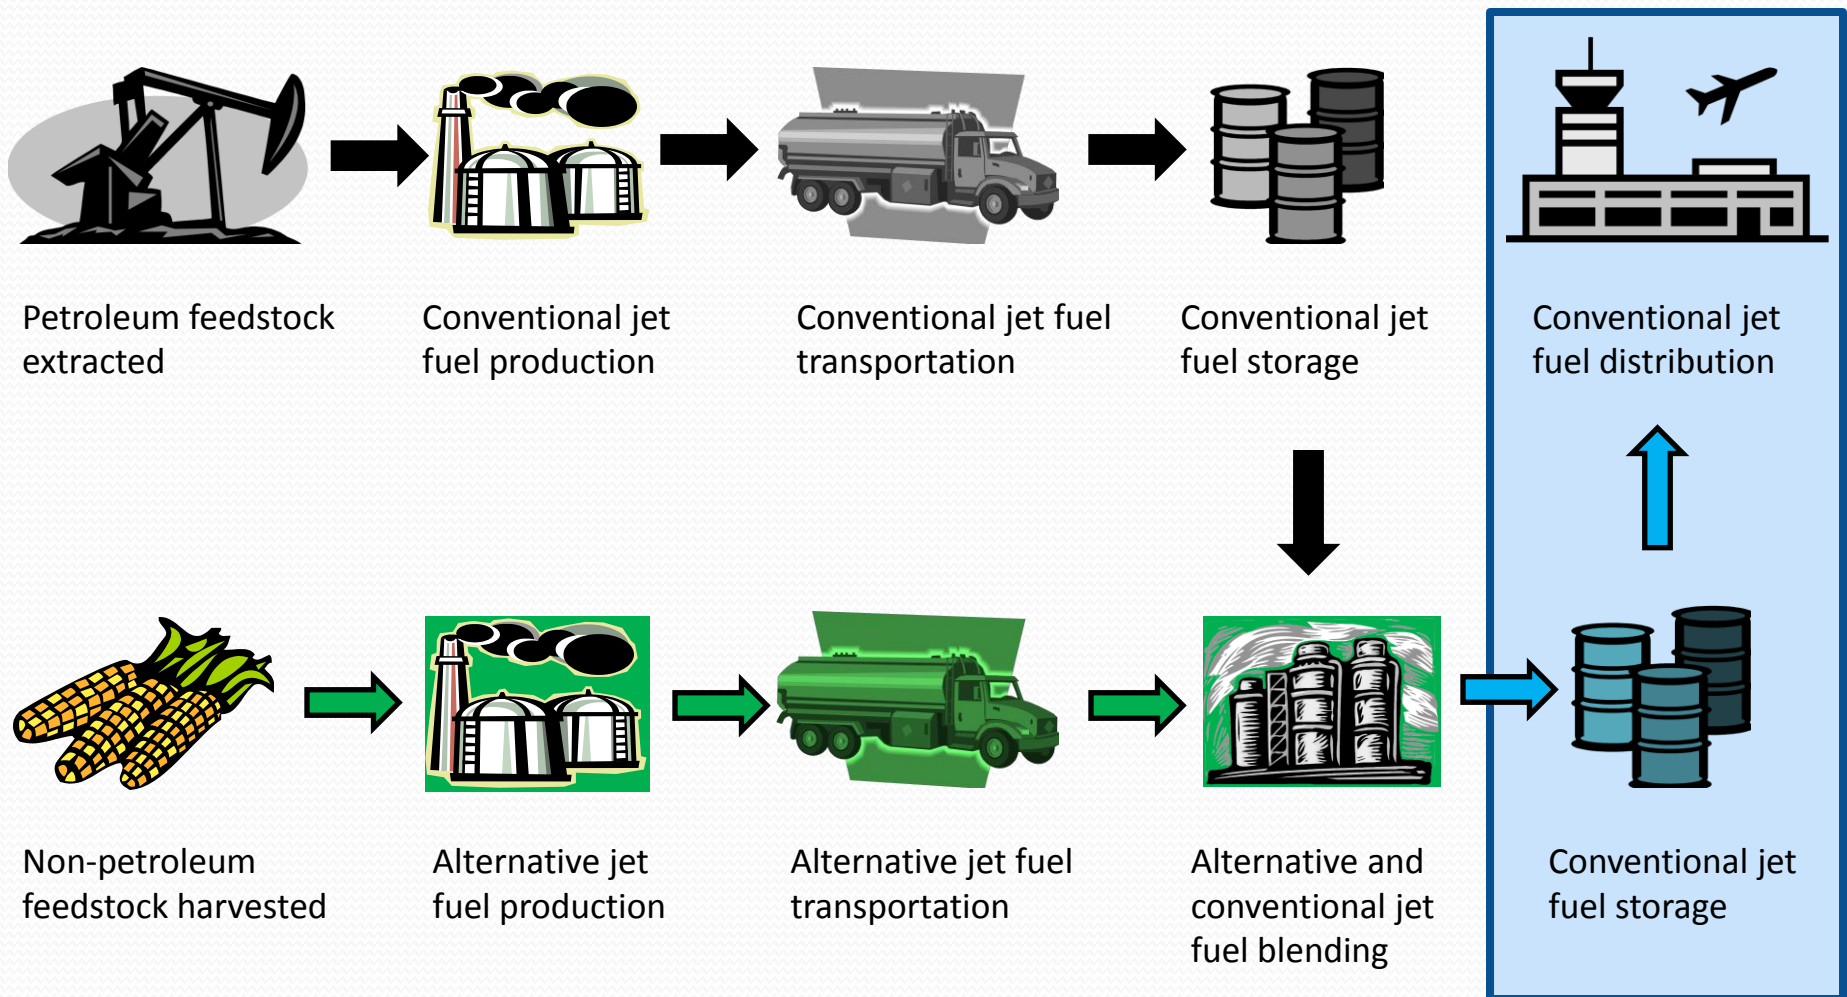 Petroleum feedstock
extracted
Conventional jet
fuel production
Conventional jet fuel
transportation
Conventional jet
fuel storage
Conventional jet
fuel distribution
Non-petroleum
feedstock harvested
Alternative jet
fuel production
Alternative jet fuel
transportation
Alternative and
conventional jet
fuel blending
Conventional jet
fuel storage